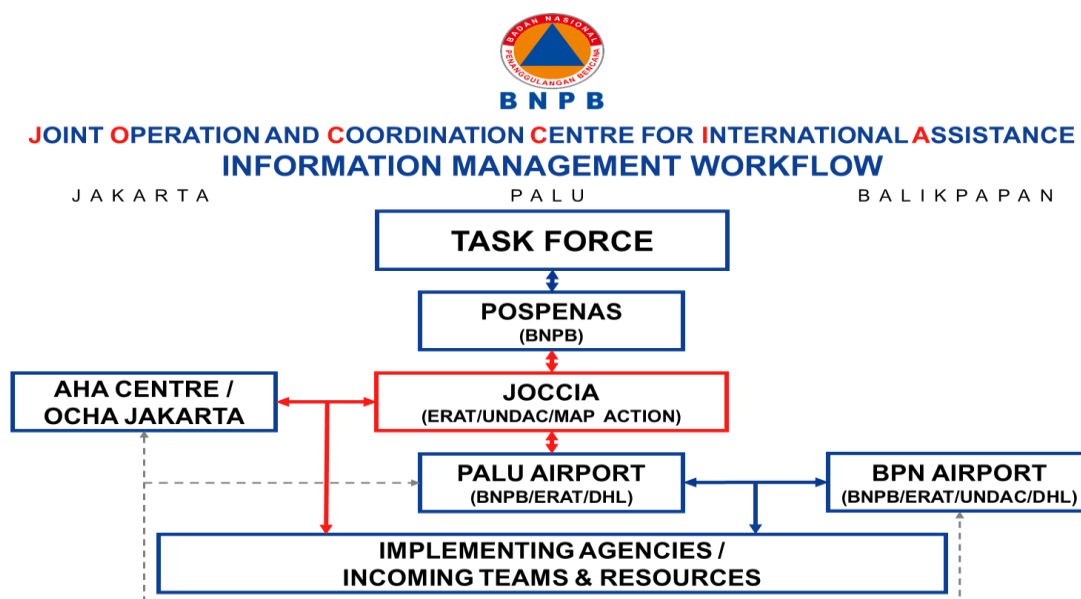 BADAN NASIONAL
PENANGGULANGAN BENCANA
BNPB
JOINT OPERATION AND COORDINATION CENTRE FOR INTERNATIONAL ASSISTANCE
INFORMATION MANAGEMENT WORKFLOW
JAKARTA PALU BALIKPAPAN
TASK FORCE
POSPENAS
(BNPB)
AHA CENTRE /
OCHA JAKARTA
JOCCIA
(ERAT/UNDAC/MAP ACTION)
PALU AIRPORT
(BNPB/ERAT/DHL)
BPN AIRPORT
(BNPB/ERAT/UNDAC/DHL)
IMPLEMENTING AGENCIES /
INCOMING TEAMS & RESOURCES